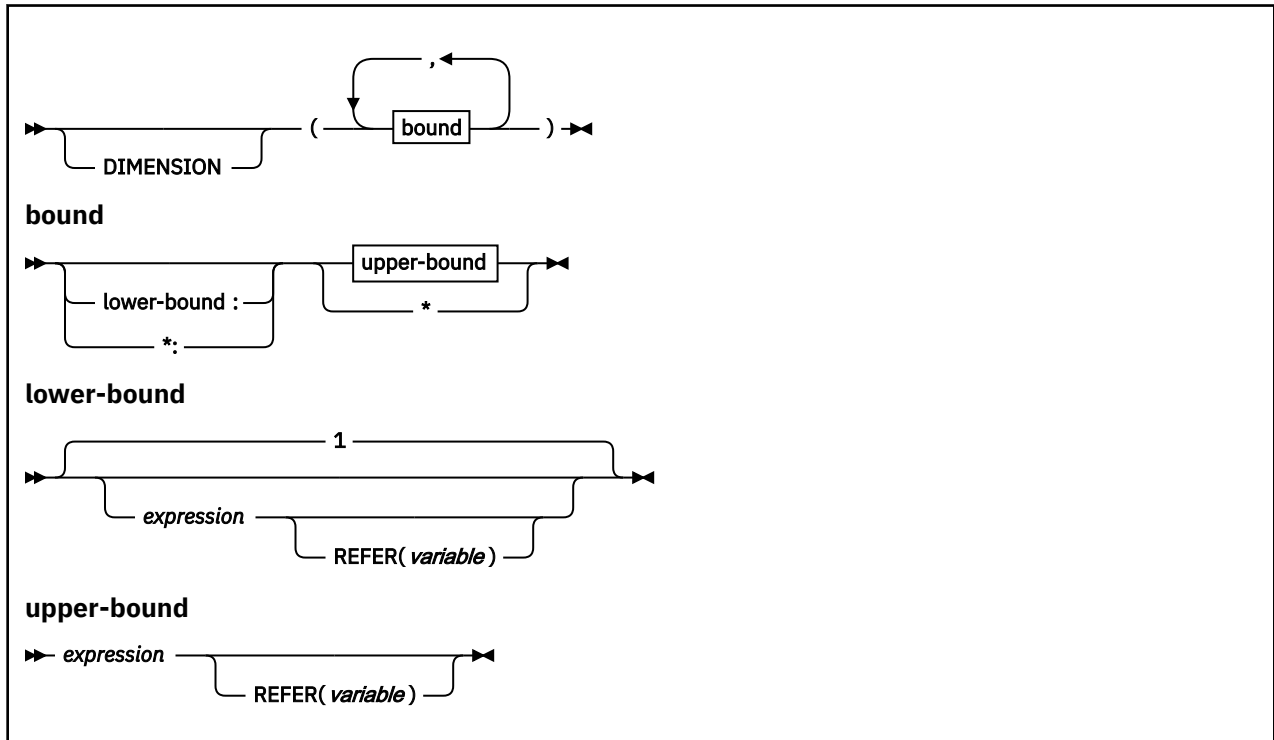 ,
( bound )
DIMENSION
bound
upper-bound
lower-bound :
*
*:
lower-bound
1
expression
REFER( variable )
upper-bound
expression
REFER( variable )